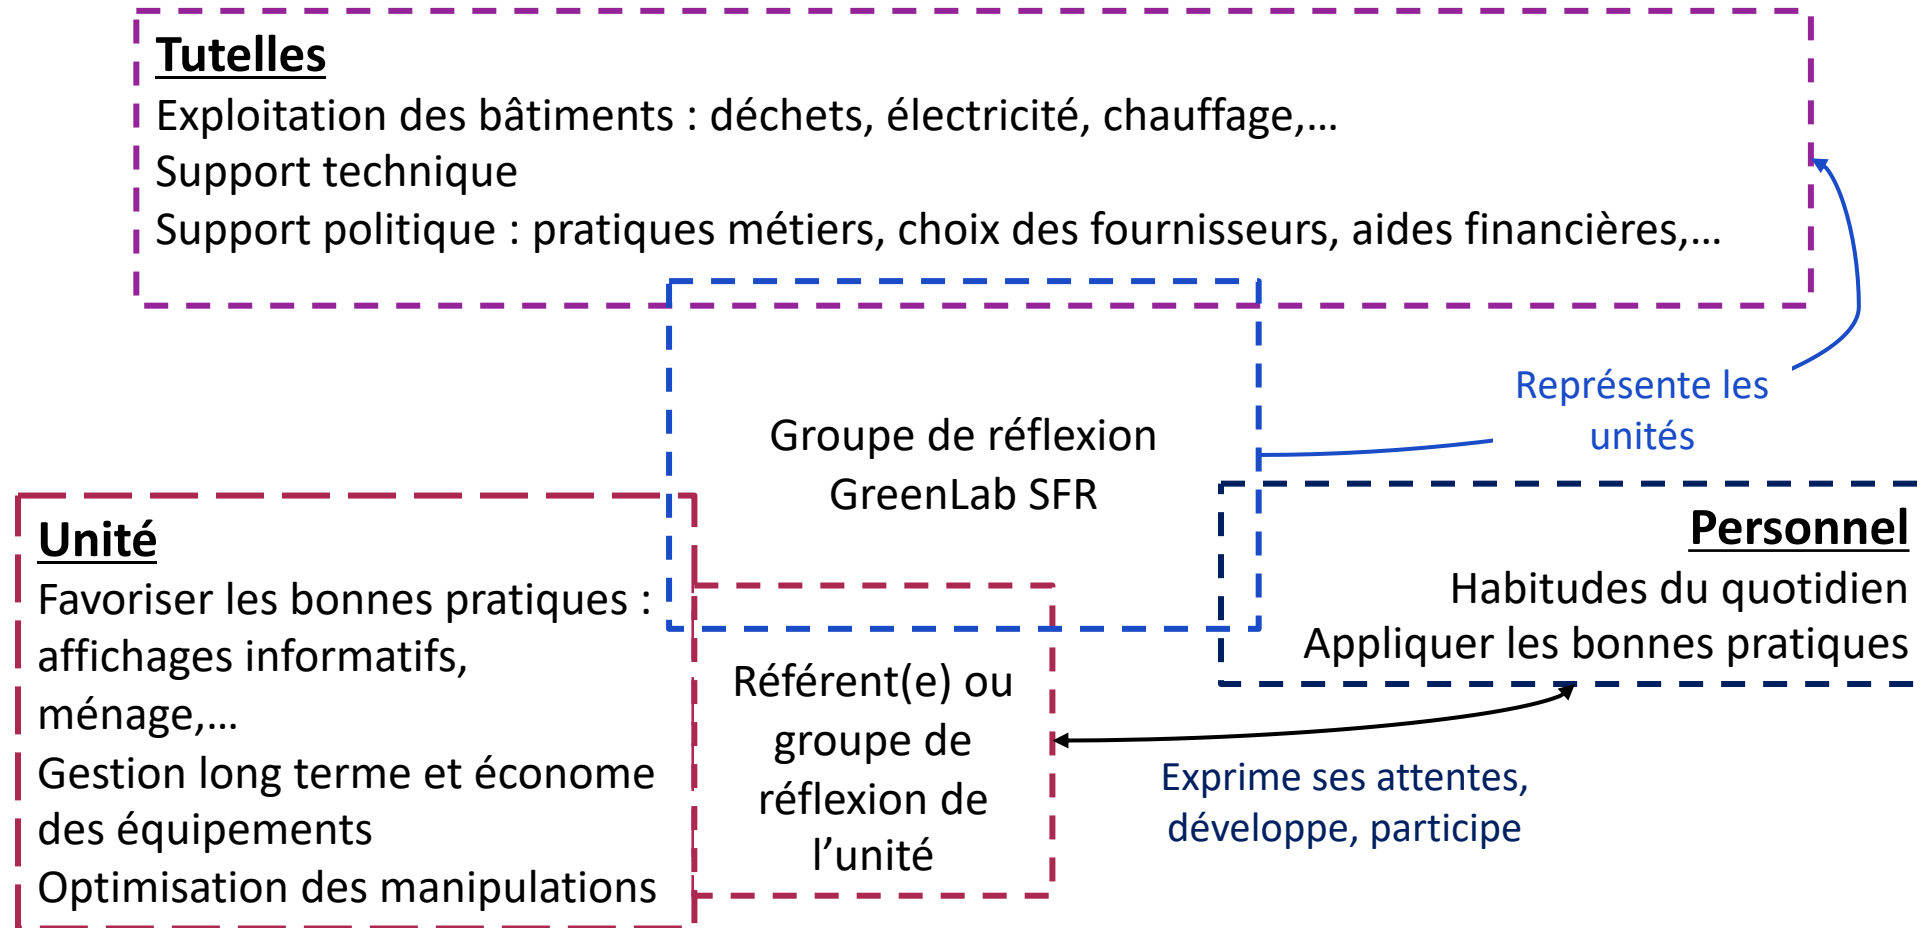 Tutelles
Exploitation des bâtiments : déchets, électricité, chauffage,…
Support technique
Support politique : pratiques métiers, choix des fournisseurs, aides financières,…
Représente les
unités
Groupe de réflexion
GreenLab SFR
Unité
Favoriser les bonnes pratiques :
affichages informatifs,
ménage,…
Gestion long terme et économe
des équipements
Optimisation des manipulations
Référent(e) ou
groupe de
réflexion de
l’unité
Personnel
Habitudes du quotidien
Appliquer les bonnes pratiques
Exprime ses attentes,
développe, participe